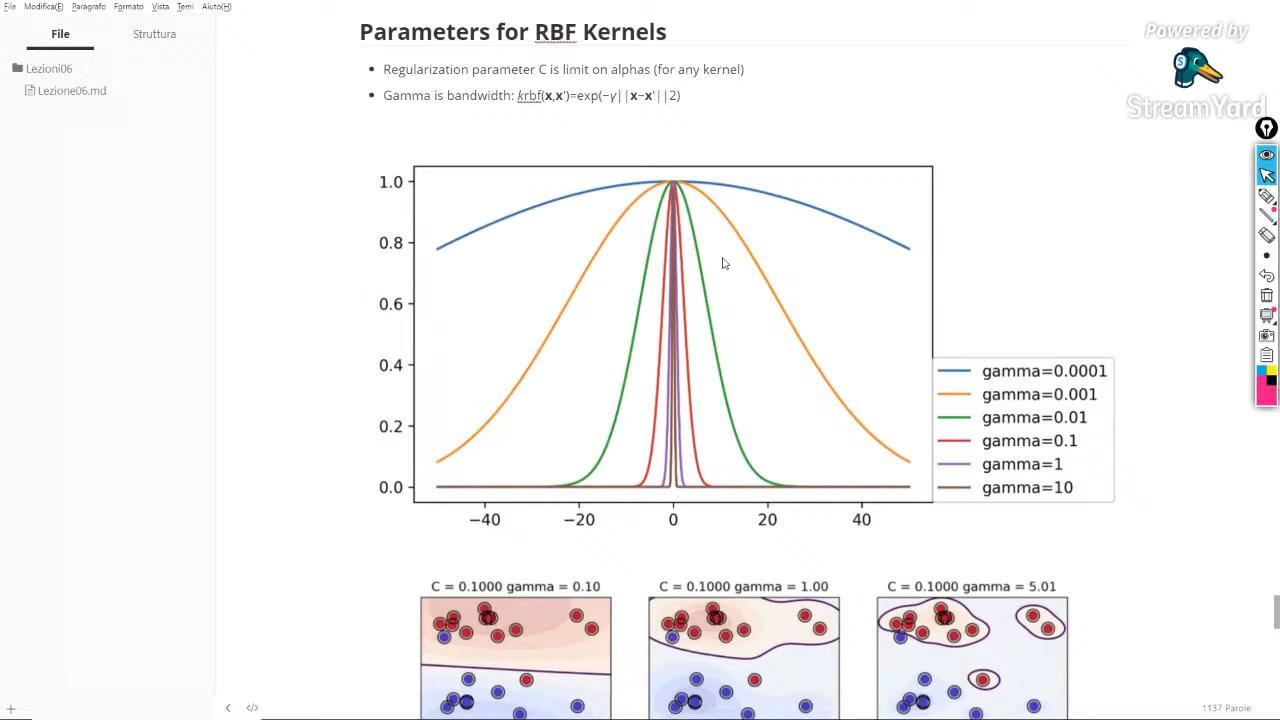 File Modifica(E) Paragrafo Formato Vista Temi Aiuto(H)
File Struttura
Lezioni06
Lezione06.md
Parameters for RBF Kernels
Regularization parameter C is limit on alphas (for any kernel)
Gamma is bandwidth: krbf(x,x')=exp(−γ||x−x'||2)
Powered by
S
StreamYard
1.0
0.8
0.6
0.4
0.2
0.0
−40 −20 0 20 40
gamma=0.0001
gamma=0.001
gamma=0.01
gamma=0.1
gamma=1
gamma=10
C = 0.1000 gamma = 0.10
C = 0.1000 gamma = 1.00
C = 0.1000 gamma = 5.01
1137 Parole